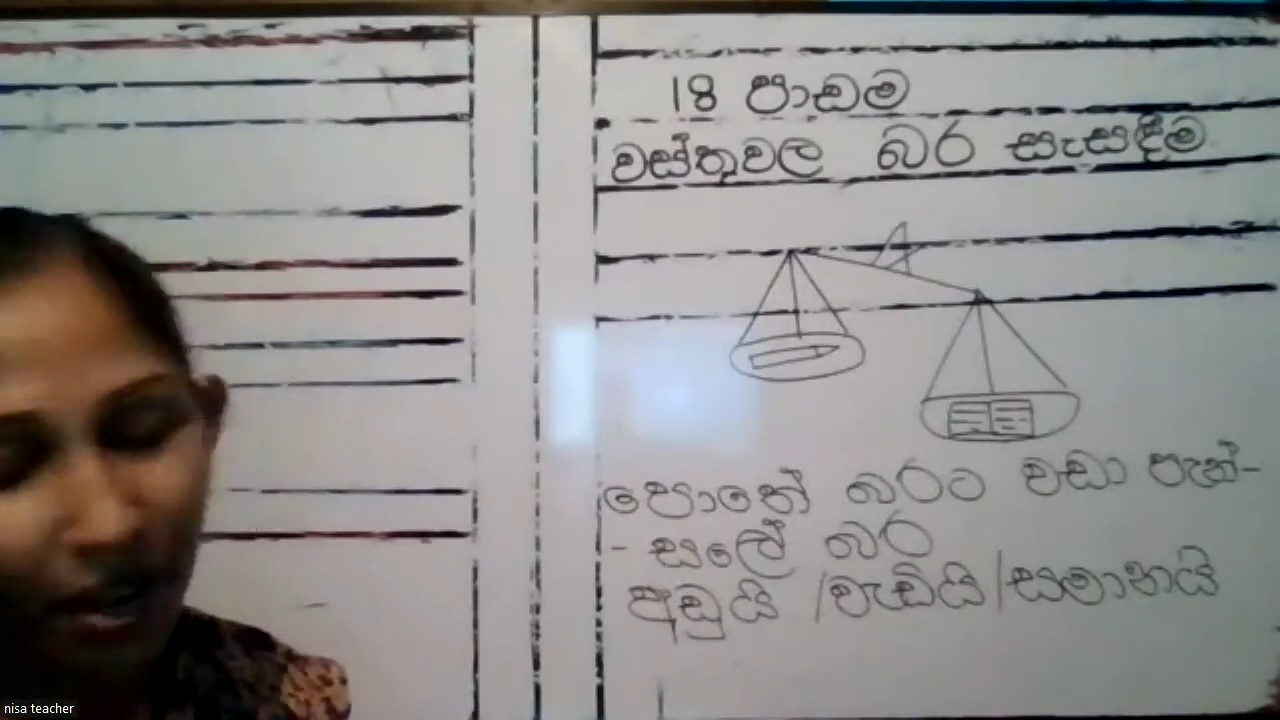 18 පාඩම
වස්තුවල බර සැසඳීම
පොතේ බරට වඩා පැන්-
- සලේ බර
අඩුයි /වැඩියි/සමානයි
nisa teacher